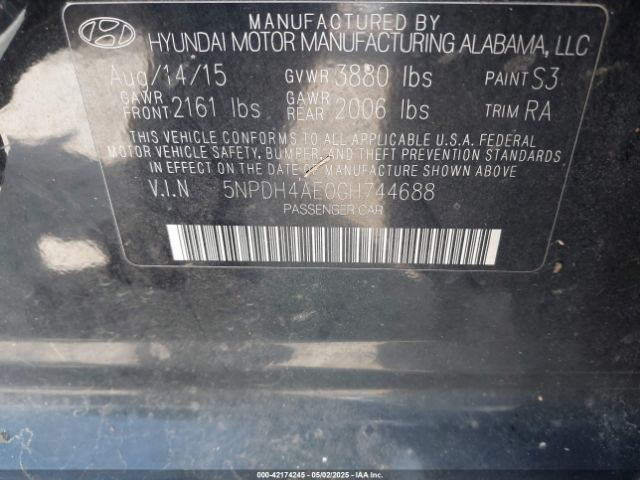 MANUFACTURED BY
HYUNDAI MOTOR MANUFACTURING ALABAMA, LLC
Aug/14/15 GVWR 3880 lbs PAINT S3
GAWR FRONT 2161 lbs GAWR REAR 2006 lbs TRIM RA
THIS VEHICLE CONFORMS TO ALL APPLICABLE U.S.A. FEDERAL
MOTOR VEHICLE SAFETY, BUMPER, AND THEFT PREVENTION STANDARDS
IN EFFECT ON THE DATE OF MANUFACTURE SHOWN ABOVE
V.I.N 5NPDH4AE0GH744688
PASSENGER CAR
000-42174245 - 05/02/2025 - IAA Inc.